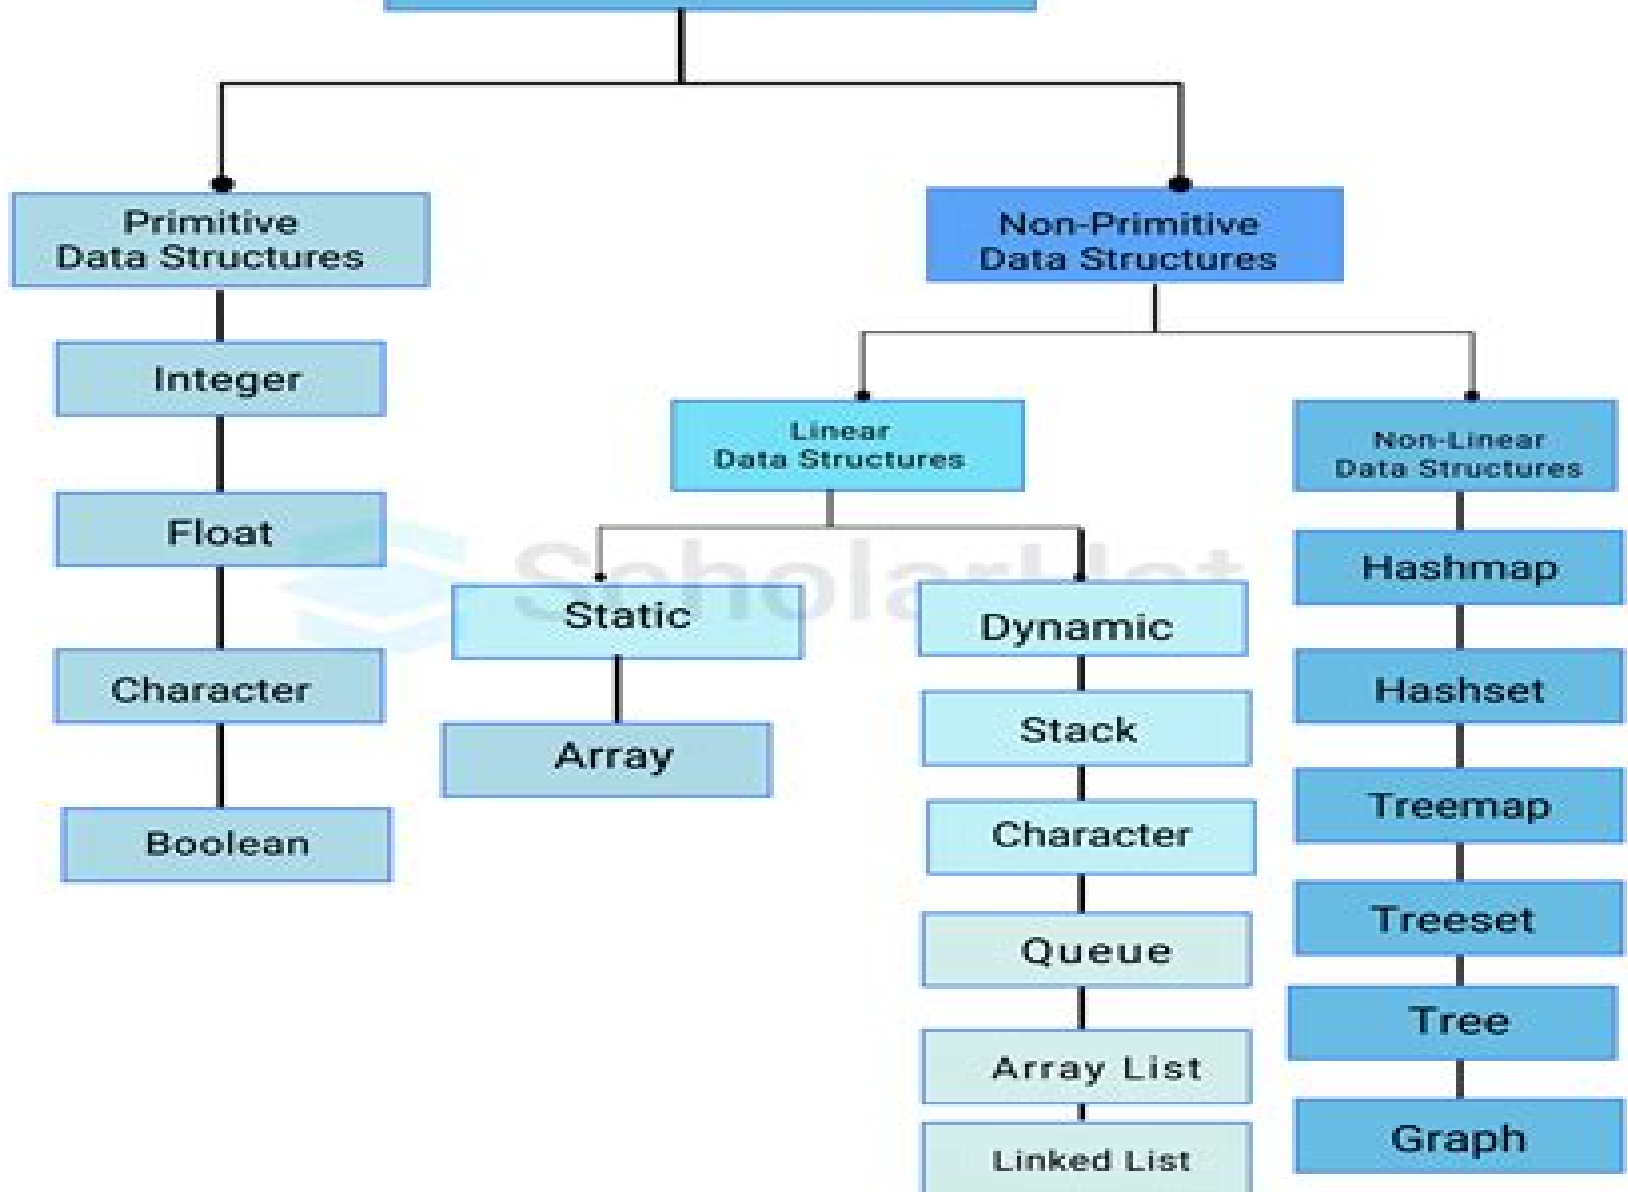 Primitive
Data Structures
Non-Primitive
Data Structures
Integer
Linear
Data Structures
Non-Linear
Data Structures
Float
ScholarHat
Hashmap
Static
Dynamic
Character
Hashset
Stack
Array
Treemap
Character
Boolean
Treeset
Queue
Tree
Array List
Graph
Linked List